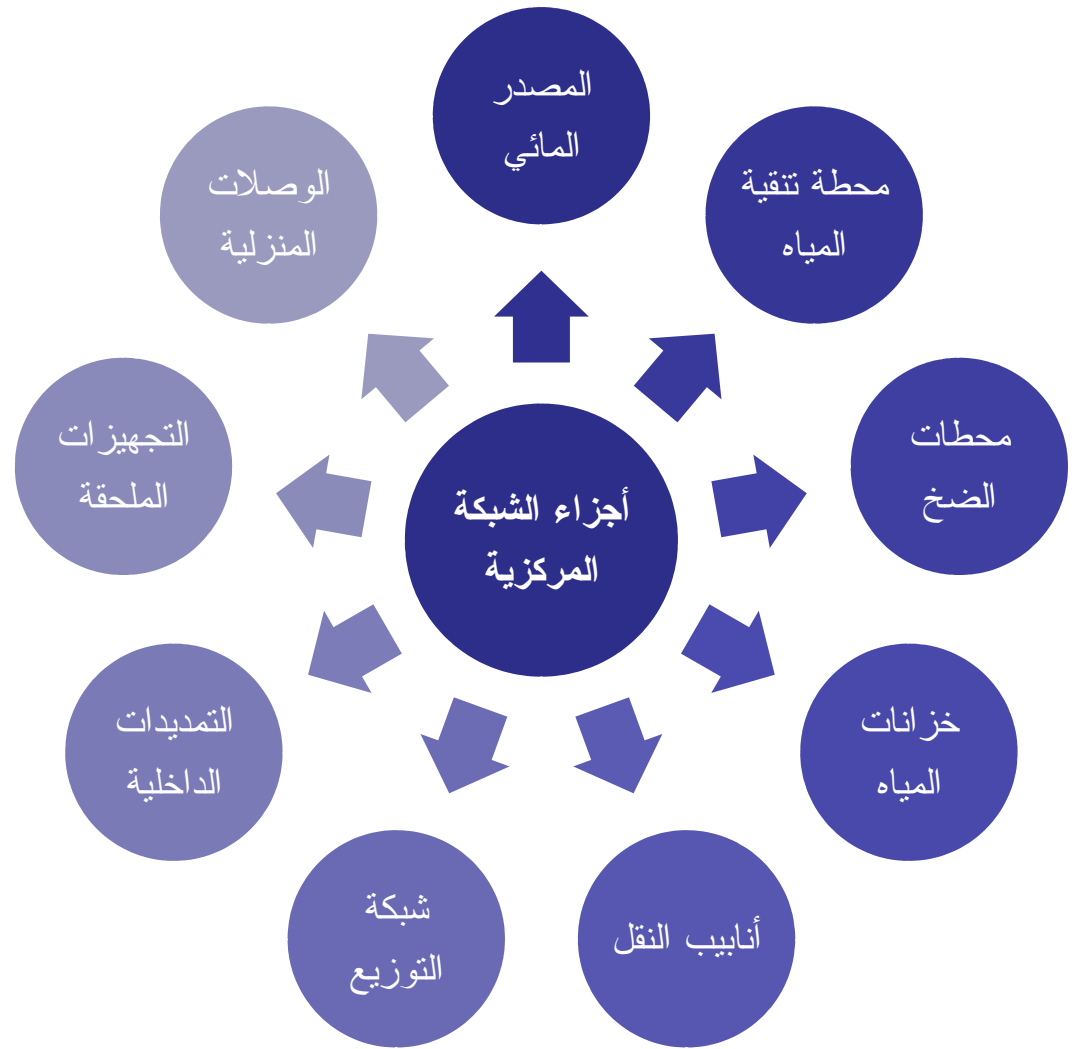 المصدر
المائي
محطة تنقية
المياه
محطات
الضخ
خزانات
المياه
أنابيب النقل
شبكة
التوزيع
التمديدات
الداخلية
التجهيزات
الملحقة
الوصلات
المنزلية
أجزاء الشبكة
المركزية